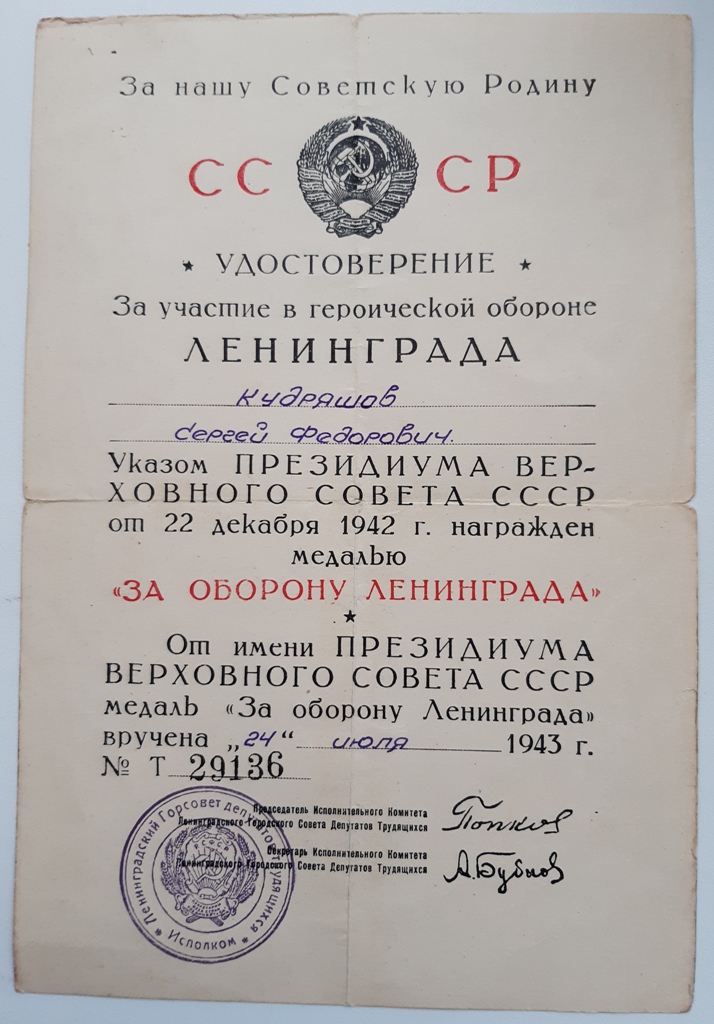 За нашу Советскую Родину
СС СР
★ УДОСТОВЕРЕНИЕ ★
За участие в героической обороне
ЛЕНИНГРАДА
Кудряшов
Сергей Федорович.
Указом ПРЕЗИДИУМА ВЕР-
ХОВНОГО СОВЕТА СССР
от 22 декабря 1942 г. награжден
медалью
«ЗА ОБОРОНУ ЛЕНИНГРАДА»
★
От имени ПРЕЗИДИУМА
ВЕРХОВНОГО СОВЕТА СССР
медаль «За оборону Ленинграда»
вручена „24“ июля 1943 г.
№ Т 29136
Председатель Исполнительного Комитета
Ленинградского Городского Совета Депутатов Трудящихся
Попков
Секретарь Исполнительного Комитета
Ленинградского Городского Совета Депутатов Трудящихся
А.Бубнов
Ленинградский Горсовет депутатов трудящихся
★ Исполком ★
РСФСР